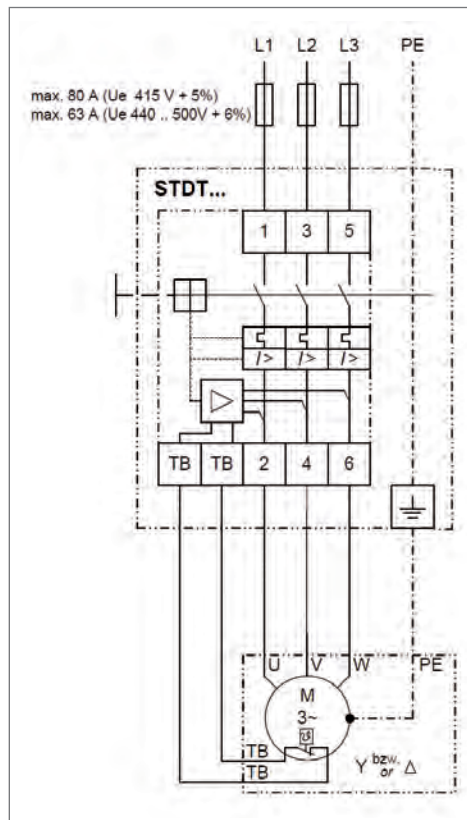 L1 L2 L3 PE
max. 80 A (Ue 415 V + 5%)
max. 63 A (Ue 440 .. 500V + 6%)
STDT...
1 3 5
I> I> I>
TB TB 2 4 6
U V W PE
M
3~
TB
TB
Y bzw. or Δ